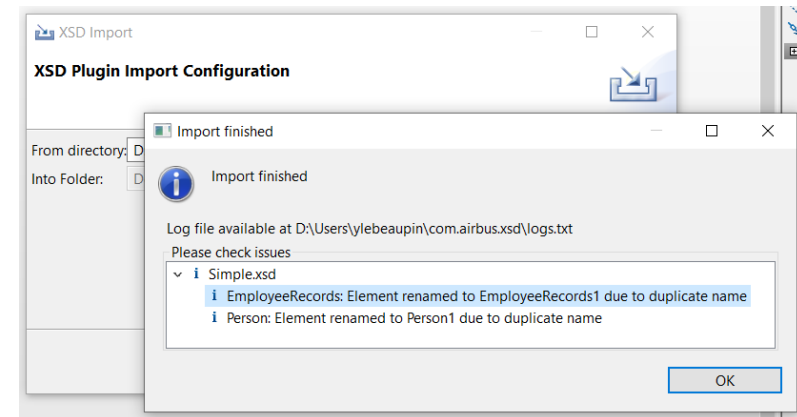 XSD Import
XSD Plugin Import Configuration
Import finished
From directory: D
Into Folder: D
Import finished
Log file available at D:\Users\ylebeaupin\com.airbus.xsd\logs.txt
Please check issues
Simple.xsd
EmployeeRecords: Element renamed to EmployeeRecords1 due to duplicate name
Person: Element renamed to Person1 due to duplicate name
OK